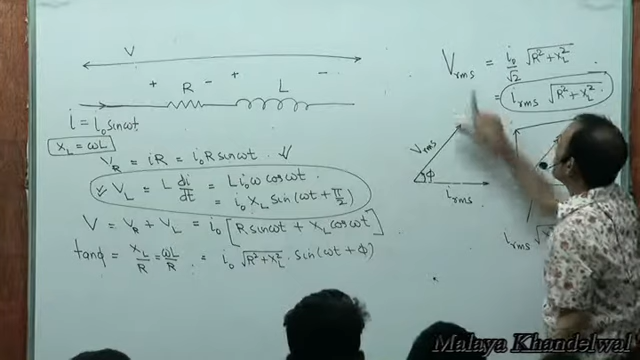 V
+ R - + L -
i = i₀ sinωt
X_L = ωL
V_R = iR = i₀R sinωt ✓
✓ V_L = L di/dt = L i₀ω cosωt
= i₀ X_L sin(ωt + π/2)
V = V_R + V_L = i₀ [R sinωt + X_L cosωt]
tanφ = X_L/R = ωL/R = i₀ √(R² + X_L²) . sin(ωt + φ)
V_rms = i₀/√2 √(R² + X_L²)
= i_rms √(R² + X_L²)
V_rms
φ
i_rms
i_rms
Malaya Khandelwal